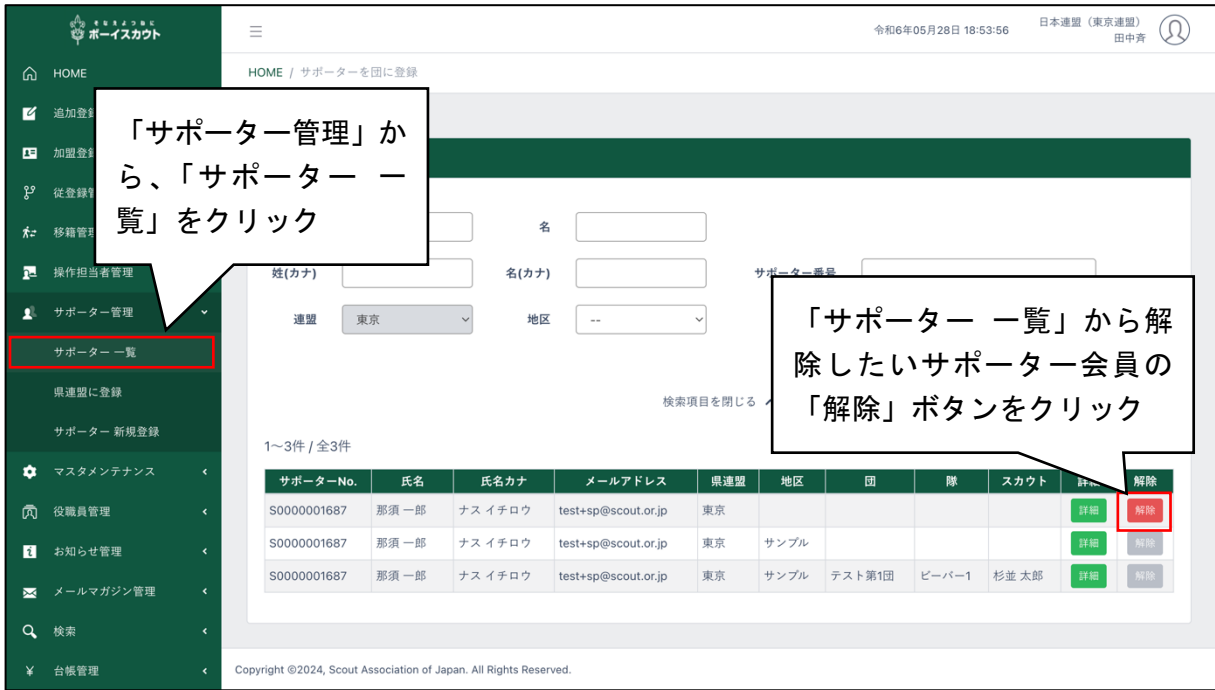 そなえよつねに
ボーイスカウト
令和6年05月28日 18:53:56
日本連盟（東京連盟）
田中斉
HOME
HOME / サポーターを団に登録
追加登録
加盟登録
従登録管
移籍管理
操作担当者管理
サポーター管理
サポーター 一覧
県連盟に登録
サポーター 新規登録
マスタメンテナンス
役職員管理
お知らせ管理
メールマガジン管理
検索
¥ 台帳管理
「サポーター管理」か
ら、「サポーター 一
覧」をクリック
名
姓(カナ)
名(カナ)
サポーター番号
連盟
東京
地区
--
「サポーター 一覧」から解
除したいサポーター会員の
「解除」ボタンをクリック
検索項目を閉じる
1〜3件 / 全3件
サポーターNo. 氏名 氏名カナ メールアドレス 県連盟 地区 団 隊 スカウト 詳細 解除
S0000001687 那須 一郎 ナス イチロウ test+sp@scout.or.jp 東京 詳細 解除
S0000001687 那須 一郎 ナス イチロウ test+sp@scout.or.jp 東京 サンプル 詳細 解除
S0000001687 那須 一郎 ナス イチロウ test+sp@scout.or.jp 東京 サンプル テスト第1団 ビーバー1 杉並 太郎 詳細 解除
Copyright ©2024, Scout Association of Japan. All Rights Reserved.